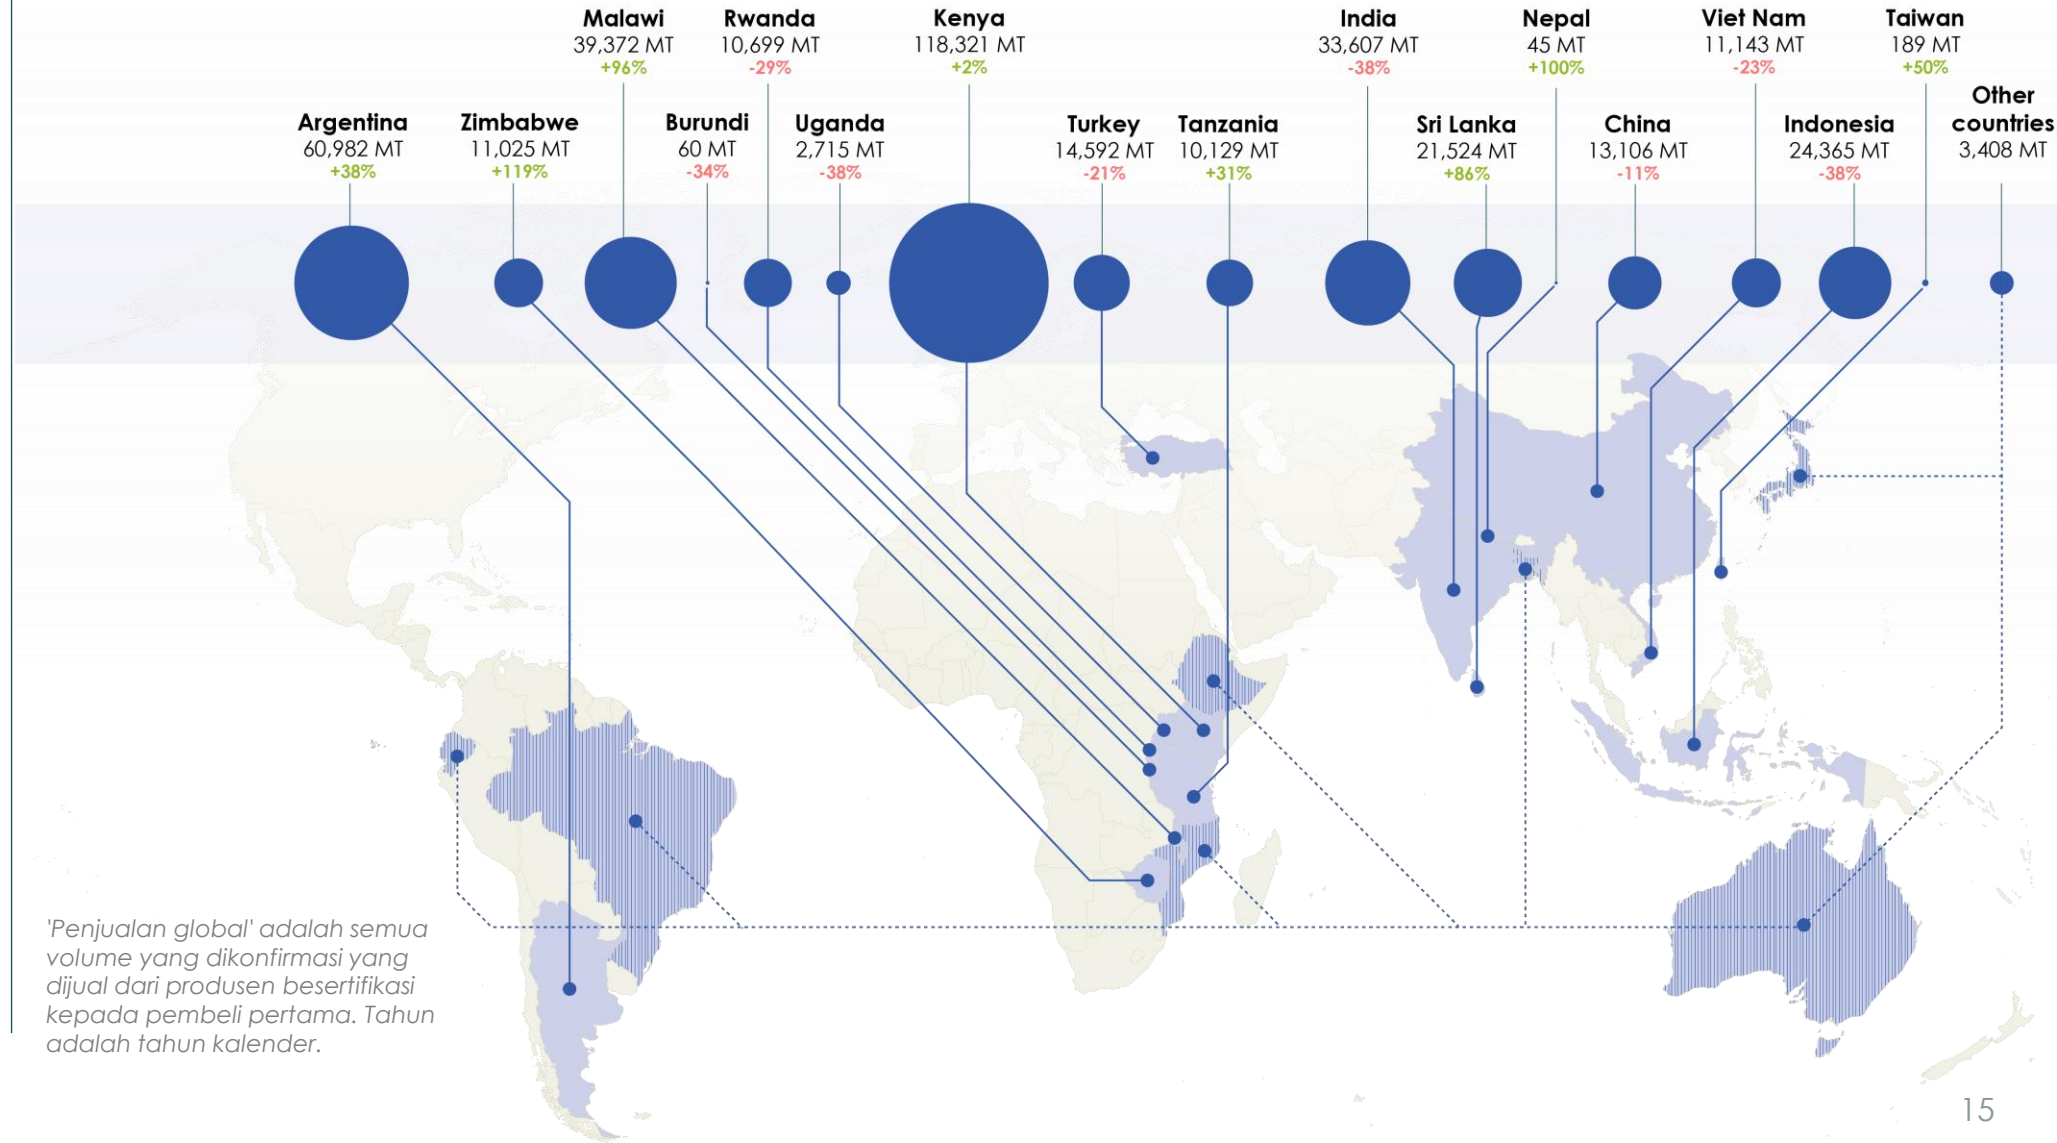 Malawi
39,372 MT
+96%
Rwanda
10,699 MT
-29%
Kenya
118,321 MT
+2%
India
33,607 MT
-38%
Nepal
45 MT
+100%
Viet Nam
11,143 MT
-23%
Taiwan
189 MT
+50%
Argentina
60,982 MT
+38%
Zimbabwe
11,025 MT
+119%
Burundi
60 MT
-34%
Uganda
2,715 MT
-38%
Turkey
14,592 MT
-21%
Tanzania
10,129 MT
+31%
Sri Lanka
21,524 MT
+86%
China
13,106 MT
-11%
Indonesia
24,365 MT
-38%
Other
countries
3,408 MT
'Penjualan global' adalah semua
volume yang dikonfirmasi yang
dijual dari produsen besertifikasi
kepada pembeli pertama. Tahun
adalah tahun kalender.
15